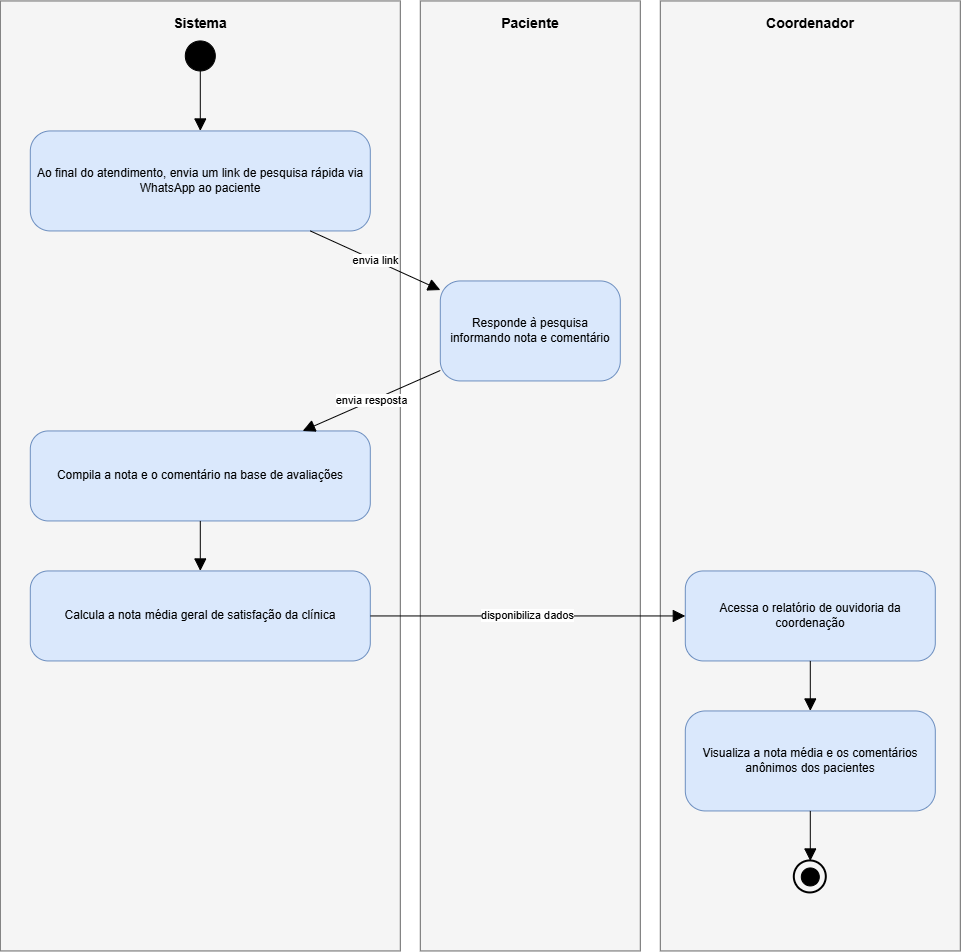 Sistema
Paciente
Coordenador
Ao final do atendimento, envia um link de pesquisa rápida via
WhatsApp ao paciente
envia link
Responde à pesquisa
informando nota e comentário
envia resposta
Compila a nota e o comentário na base de avaliações
Calcula a nota média geral de satisfação da clínica
disponibiliza dados
Acessa o relatório de ouvidoria da
coordenação
Visualiza a nota média e os comentários
anônimos dos pacientes